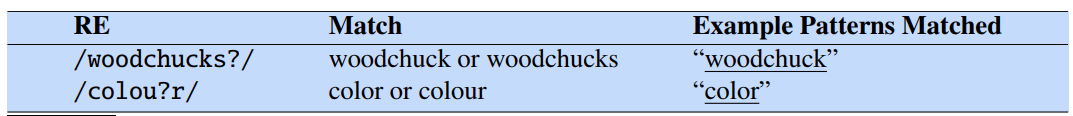 RE Match Example Patterns Matched
/woodchucks?/ woodchuck or woodchucks “woodchuck”
/colou?r/ color or colour “color”